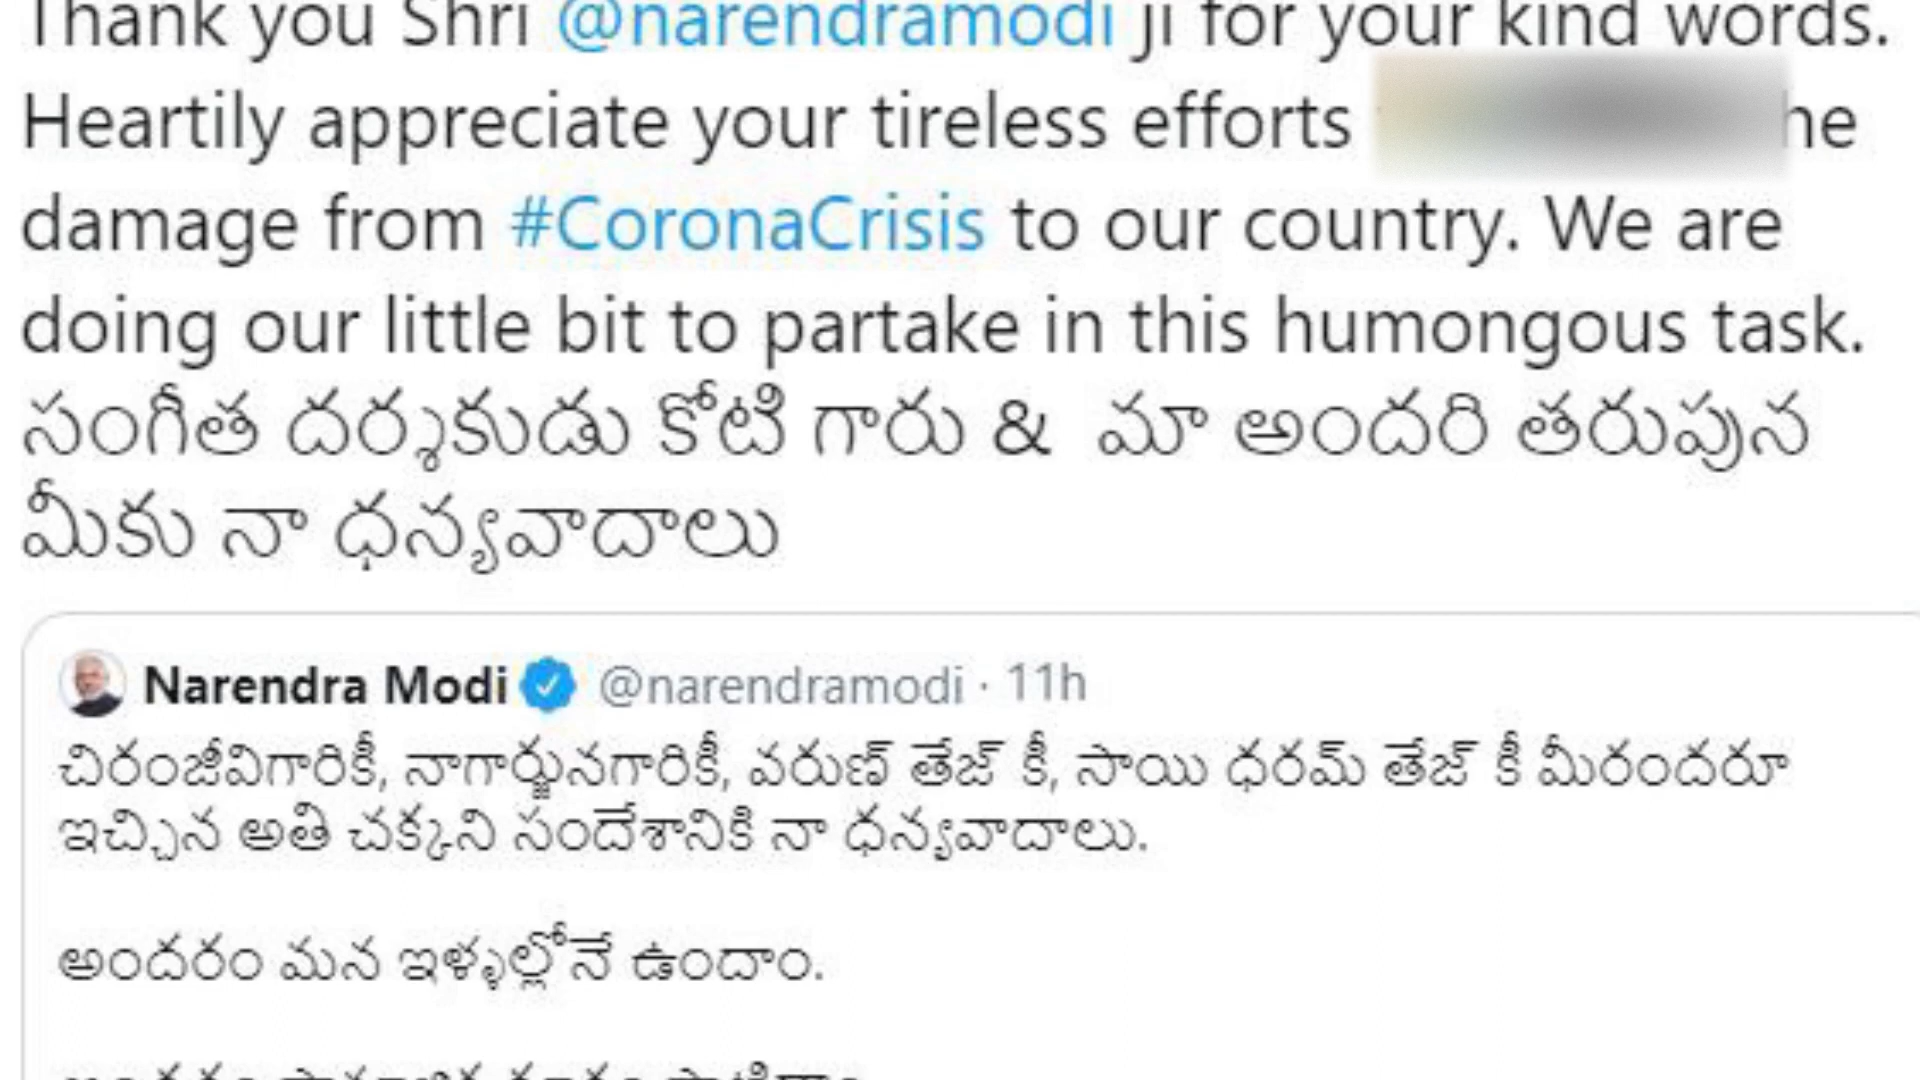 Thank you Shri @narendramodi ji for your kind words.
Heartily appreciate your tireless efforts
damage from #CoronaCrisis to our country. We are
doing our little bit to partake in this humongous task.
సంగీత దర్శకుడు కోటి గారు & మా అందరి తరుపున
మీకు నా ధన్యవాదాలు
Narendra Modi @narendramodi · 11h
చిరంజీవిగారికీ, నాగార్జునగారికీ, వరుణ్ తేజ్ కీ, సాయి ధరమ్ తేజ్ కీ మీరందరూ
ఇచ్చిన అతి చక్కని సందేశానికి నా ధన్యవాదాలు.
అందరం మన ఇళ్ళల్లోనే ఉందాం.